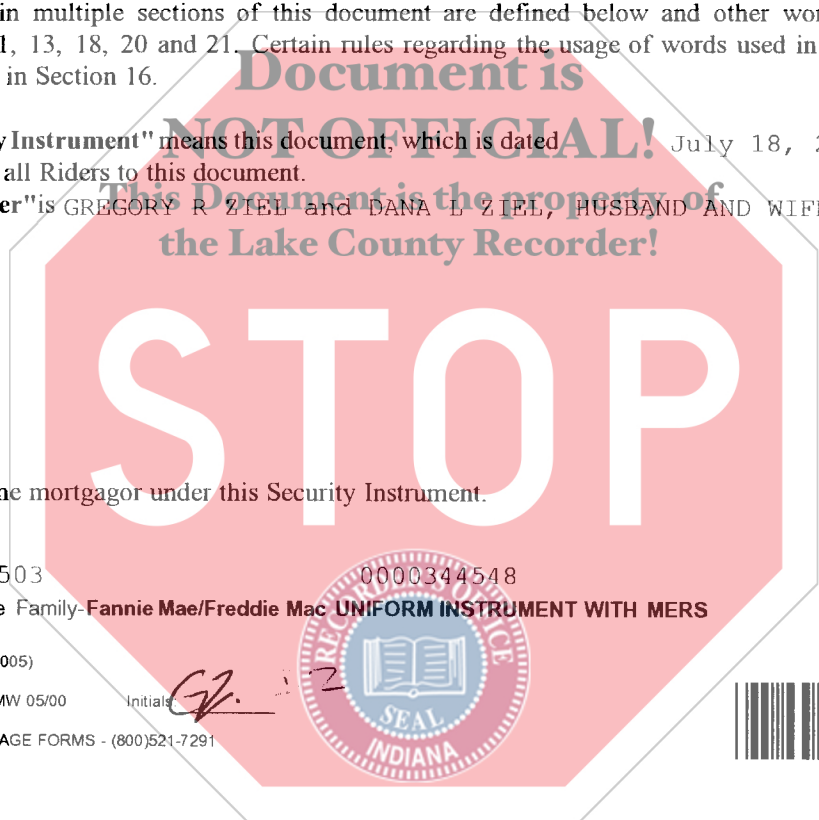 in multiple sections of this document are defined below and other wor
, 13, 18, 20 and 21. Certain rules regarding the usage of words used in
in Section 16.
Document is
y Instrument" means this document, which is dated July 18, 2
NOT OFFICIAL!
all Riders to this document.
This Document is the property of
er" is GREGORY R ZIEL and DANA L ZIEL, HUSBAND AND WIFE
the Lake County Recorder!
STOP
he mortgagor under this Security Instrument.
503 0000344548
e Family-Fannie Mae/Freddie Mac UNIFORM INSTRUMENT WITH MERS
005)
MW 05/00 Initials:
AGE FORMS - (800)521-7291
RECORDER'S OFFICE
SEAL
INDIANA